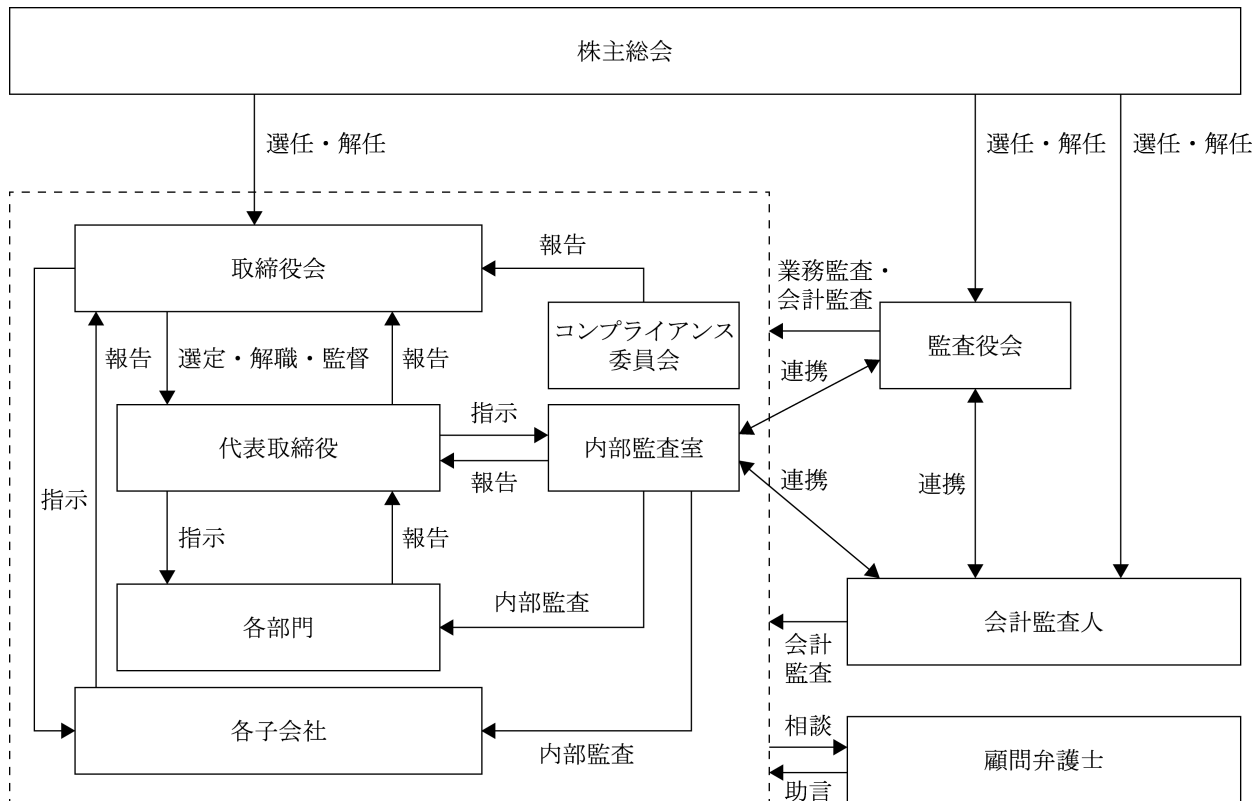 株主総会
選任・解任
選任・解任
選任・解任
取締役会
報告
業務監査・
会計監査
コンプライアンス
委員会
監査役会
報告
選定・解職・監督
報告
連携
指示
代表取締役
内部監査室
報告
連携
連携
指示
指示
報告
内部監査
各部門
会計監査人
会計
監査
各子会社
内部監査
相談
顧問弁護士
助言